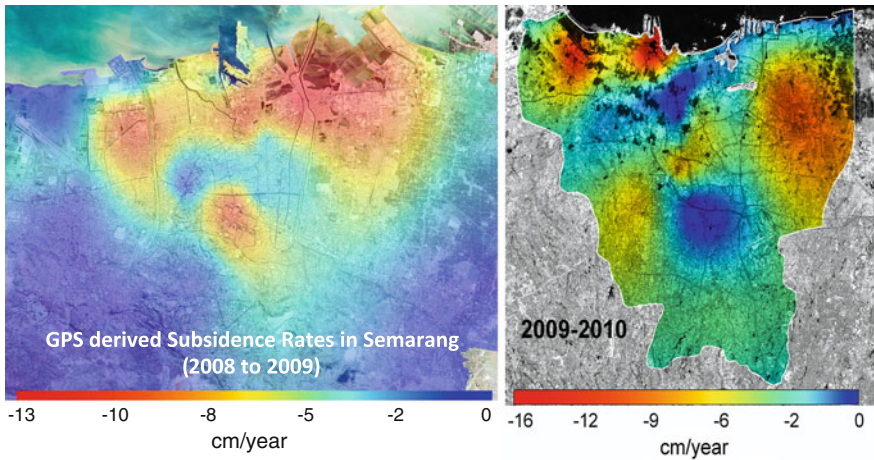 GPS derived Subsidence Rates in Semarang
(2008 to 2009)
-13 -10 -8 -5 -2 0
cm/year
2009-2010
-16 -12 -9 -6 -3 0
cm/year